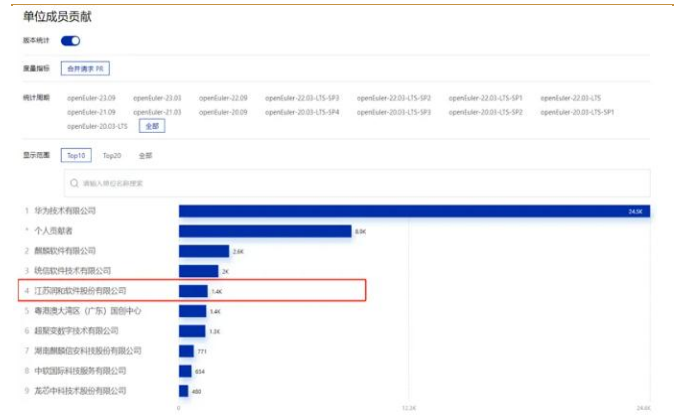 单位成员贡献
版本统计
度量指标 合并请求 PR
统计周期 openEuler-23.09 openEuler-23.03 openEuler-22.09 openEuler-22.03-LTS-SP3 openEuler-22.03-LTS-SP2 openEuler-22.03-LTS-SP1 openEuler-22.03-LTS
openEuler-21.09 openEuler-21.03 openEuler-20.09 openEuler-20.03-LTS-SP4 openEuler-20.03-LTS-SP3 openEuler-20.03-LTS-SP2 openEuler-20.03-LTS-SP1
openEuler-20.03-LTS 全部
显示范围 Top10 Top20 全部
请输入单位名称搜索
1 华为技术有限公司 24.9K
* 个人贡献者 8.9K
2 麒麟软件有限公司 2.6K
3 统信软件技术有限公司 2K
4 江苏润和软件股份有限公司 1.4K
5 粤港澳大湾区（广东）国创中心 1.4K
6 超聚变数字技术有限公司
7 湖南麒麟信安科技股份有限公司 771
8 中软国际科技服务有限公司 654
9 龙芯中科技术股份有限公司
0 12.2K